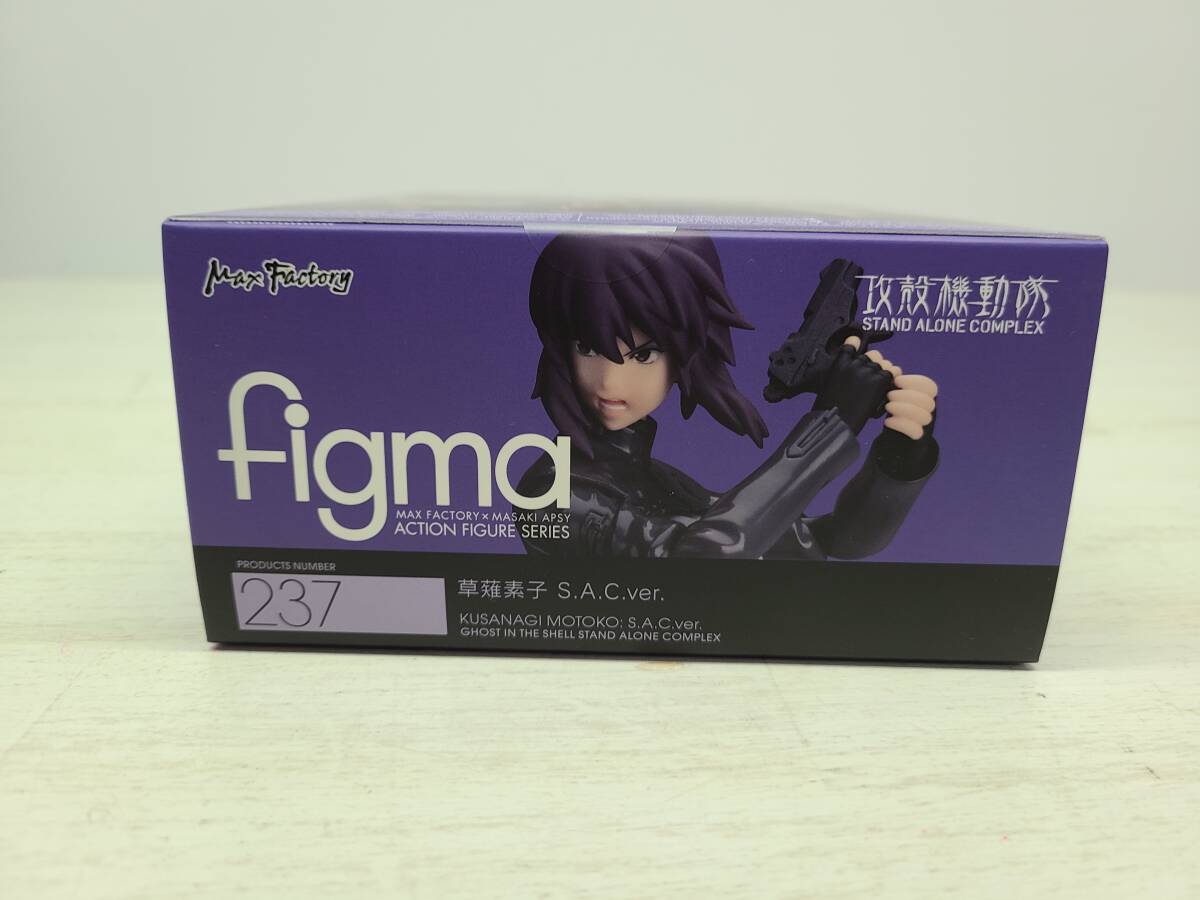 Max Factory
攻殻機動隊
STAND ALONE COMPLEX
figma
MAX FACTORY × MASAKI APSY
ACTION FIGURE SERIES
PRODUCTS NUMBER
237
草薙素子 S.A.C.ver.
KUSANAGI MOTOKO: S.A.C.ver.
GHOST IN THE SHELL STAND ALONE COMPLEX